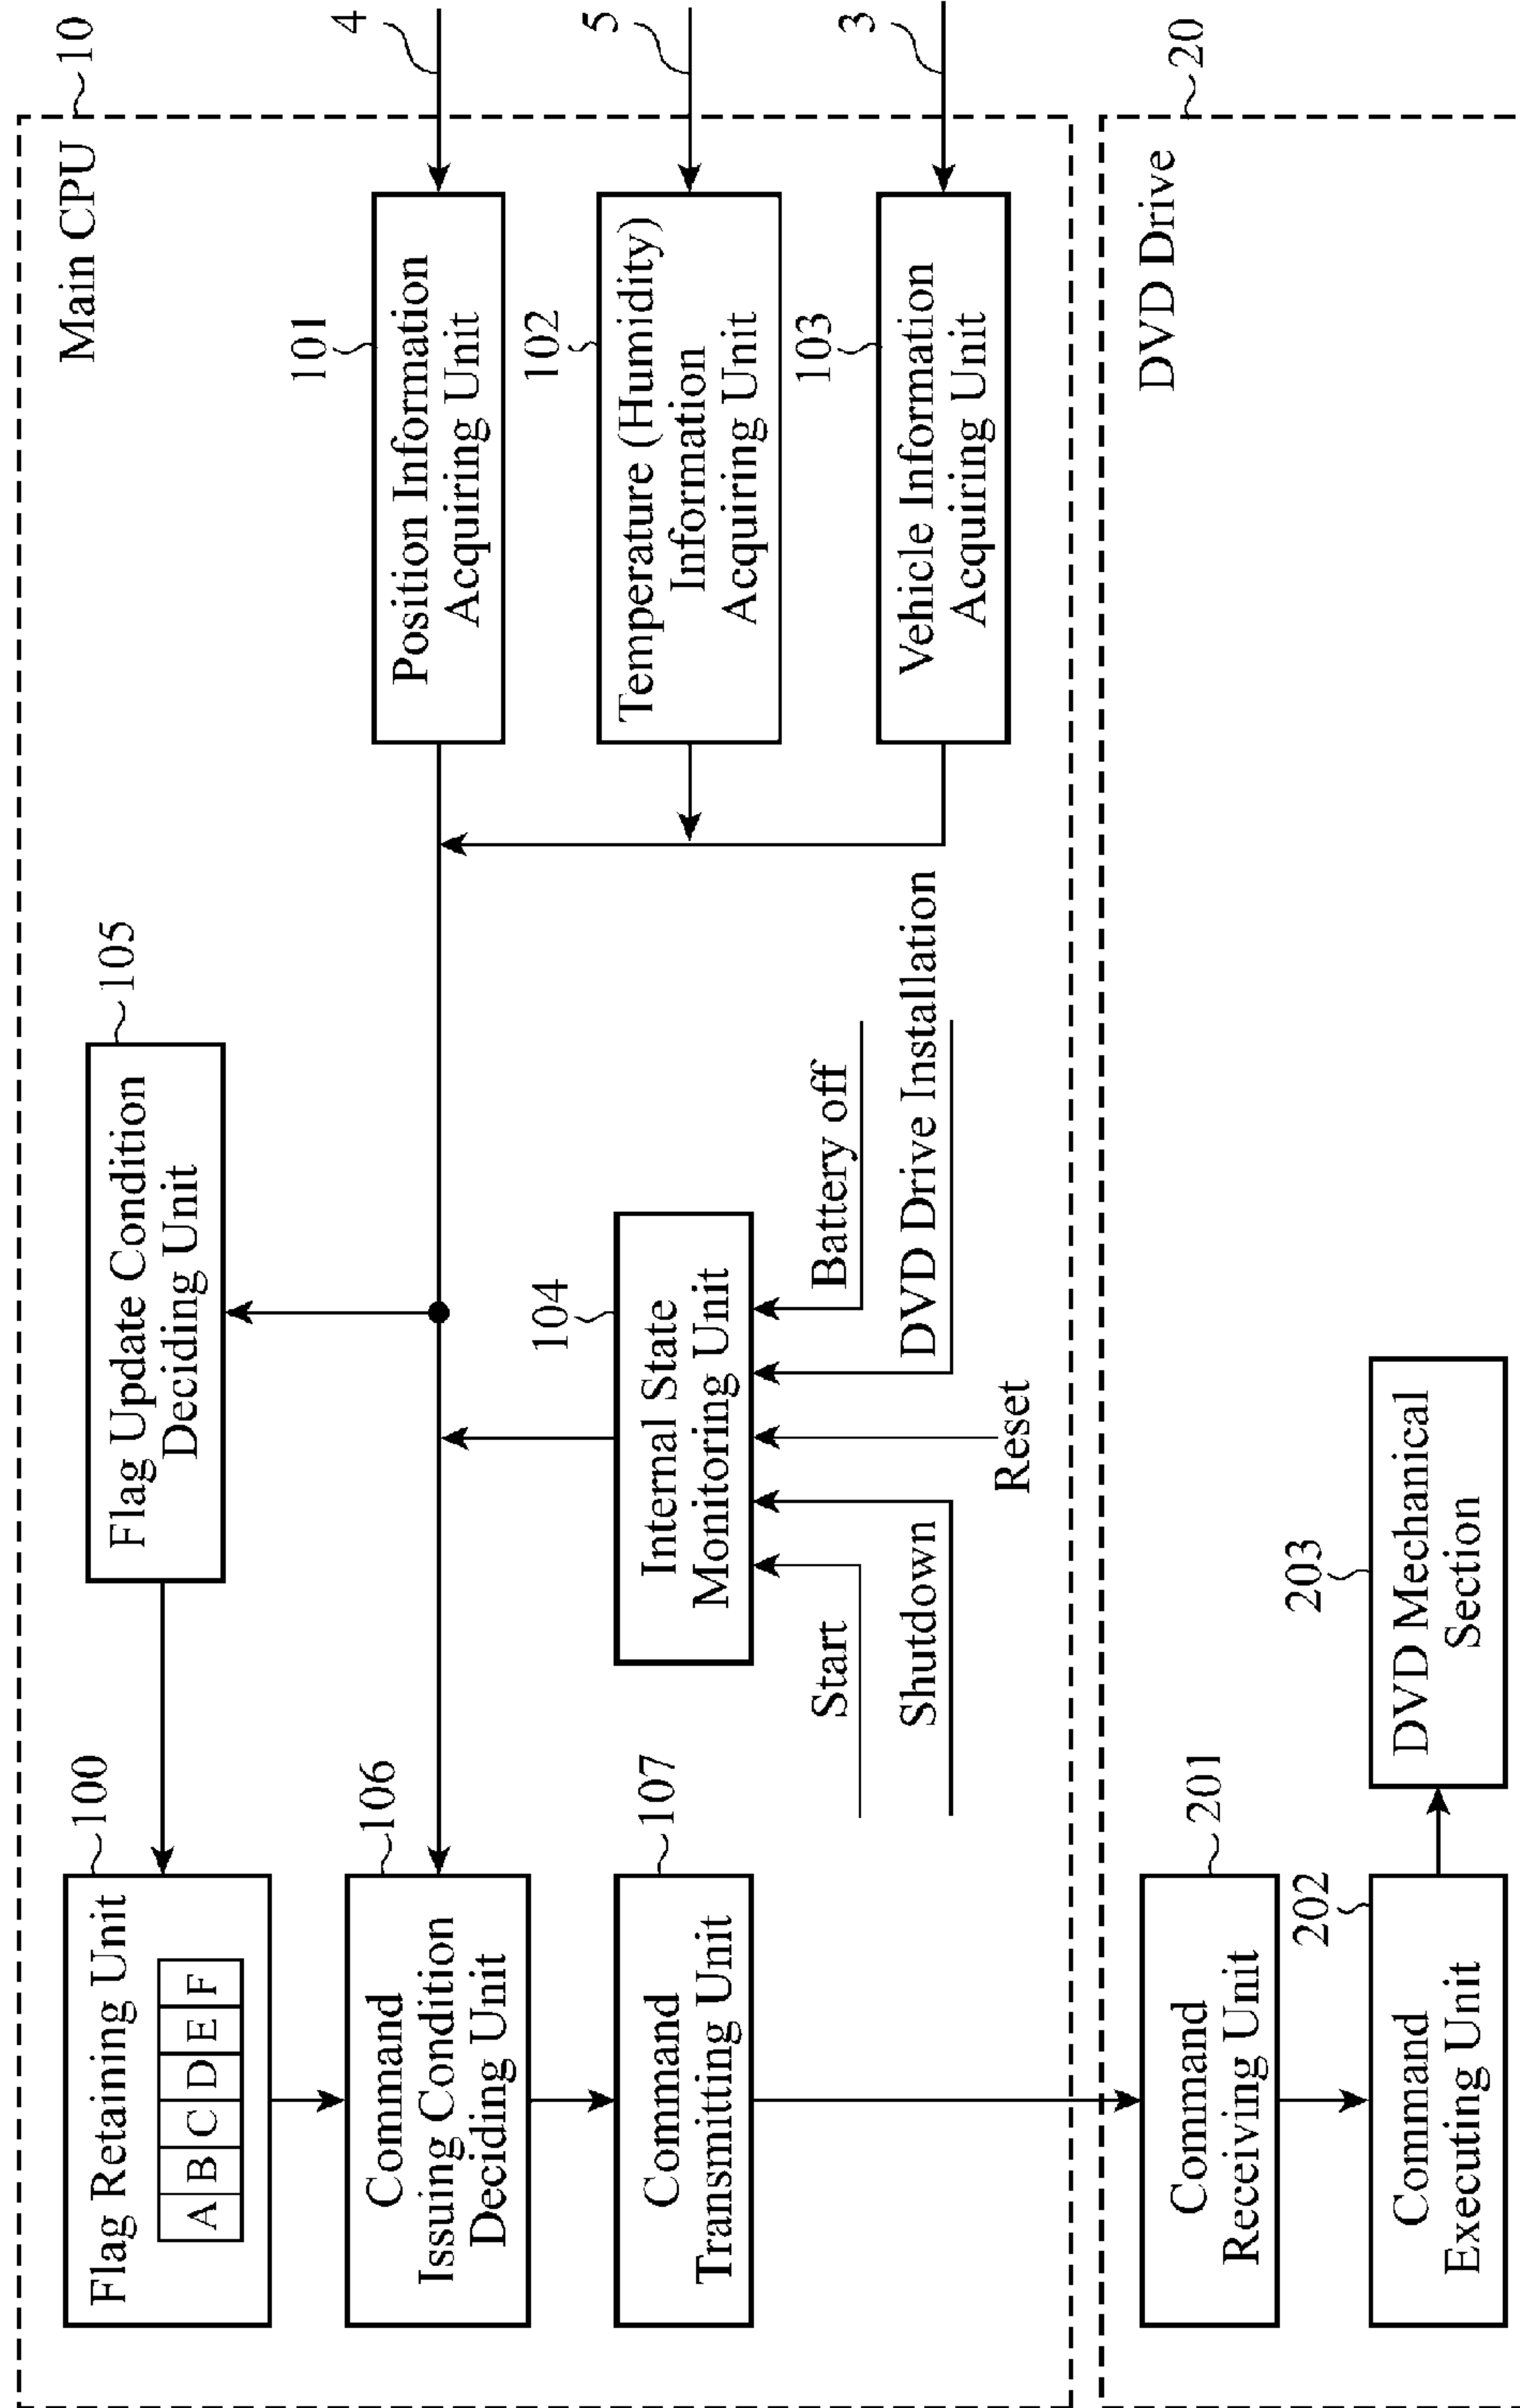 Main CPU
10
Flag Retaining Unit
100
A B C D E F
Flag Update Condition
Deciding Unit
105
Command
Issuing Condition
Deciding Unit
106
Command
Transmitting Unit
107
Internal State
Monitoring Unit
104
Start
Shutdown
Reset
Battery off
DVD Drive Installation
Position Information
Acquiring Unit
101
4
Temperature (Humidity)
Information
Acquiring Unit
102
5
Vehicle Information
Acquiring Unit
103
3
DVD Drive
20
Command
Receiving Unit
201
Command
Executing Unit
202
DVD Mechanical
Section
203